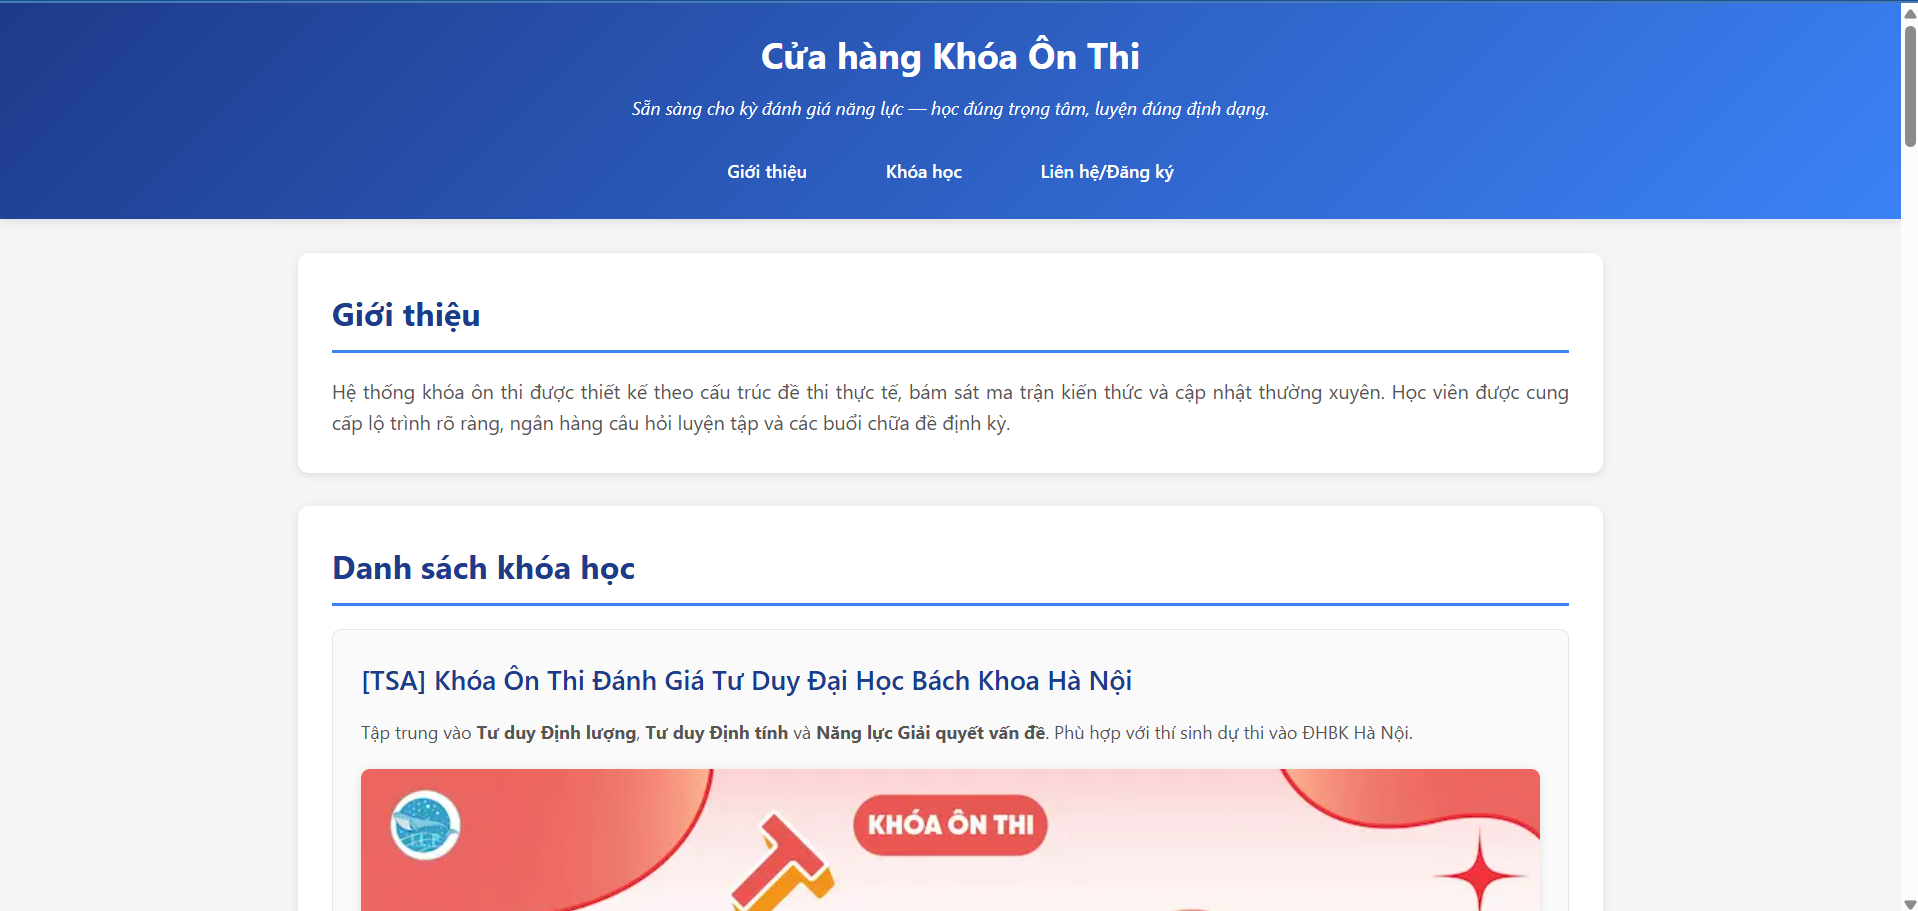 Cửa hàng Khóa Ôn Thi
Sẵn sàng cho kỳ đánh giá năng lực — học đúng trọng tâm, luyện đúng định dạng.
Giới thiệu
Khóa học
Liên hệ/Đăng ký
Giới thiệu
Hệ thống khóa ôn thi được thiết kế theo cấu trúc đề thi thực tế, bám sát ma trận kiến thức và cập nhật thường xuyên. Học viên được cung
cấp lộ trình rõ ràng, ngân hàng câu hỏi luyện tập và các buổi chữa đề định kỳ.
Danh sách khóa học
[TSA] Khóa Ôn Thi Đánh Giá Tư Duy Đại Học Bách Khoa Hà Nội
Tập trung vào Tư duy Định lượng, Tư duy Định tính và Năng lực Giải quyết vấn đề. Phù hợp với thí sinh dự thi vào ĐHBK Hà Nội.
KHÓA ÔN THI